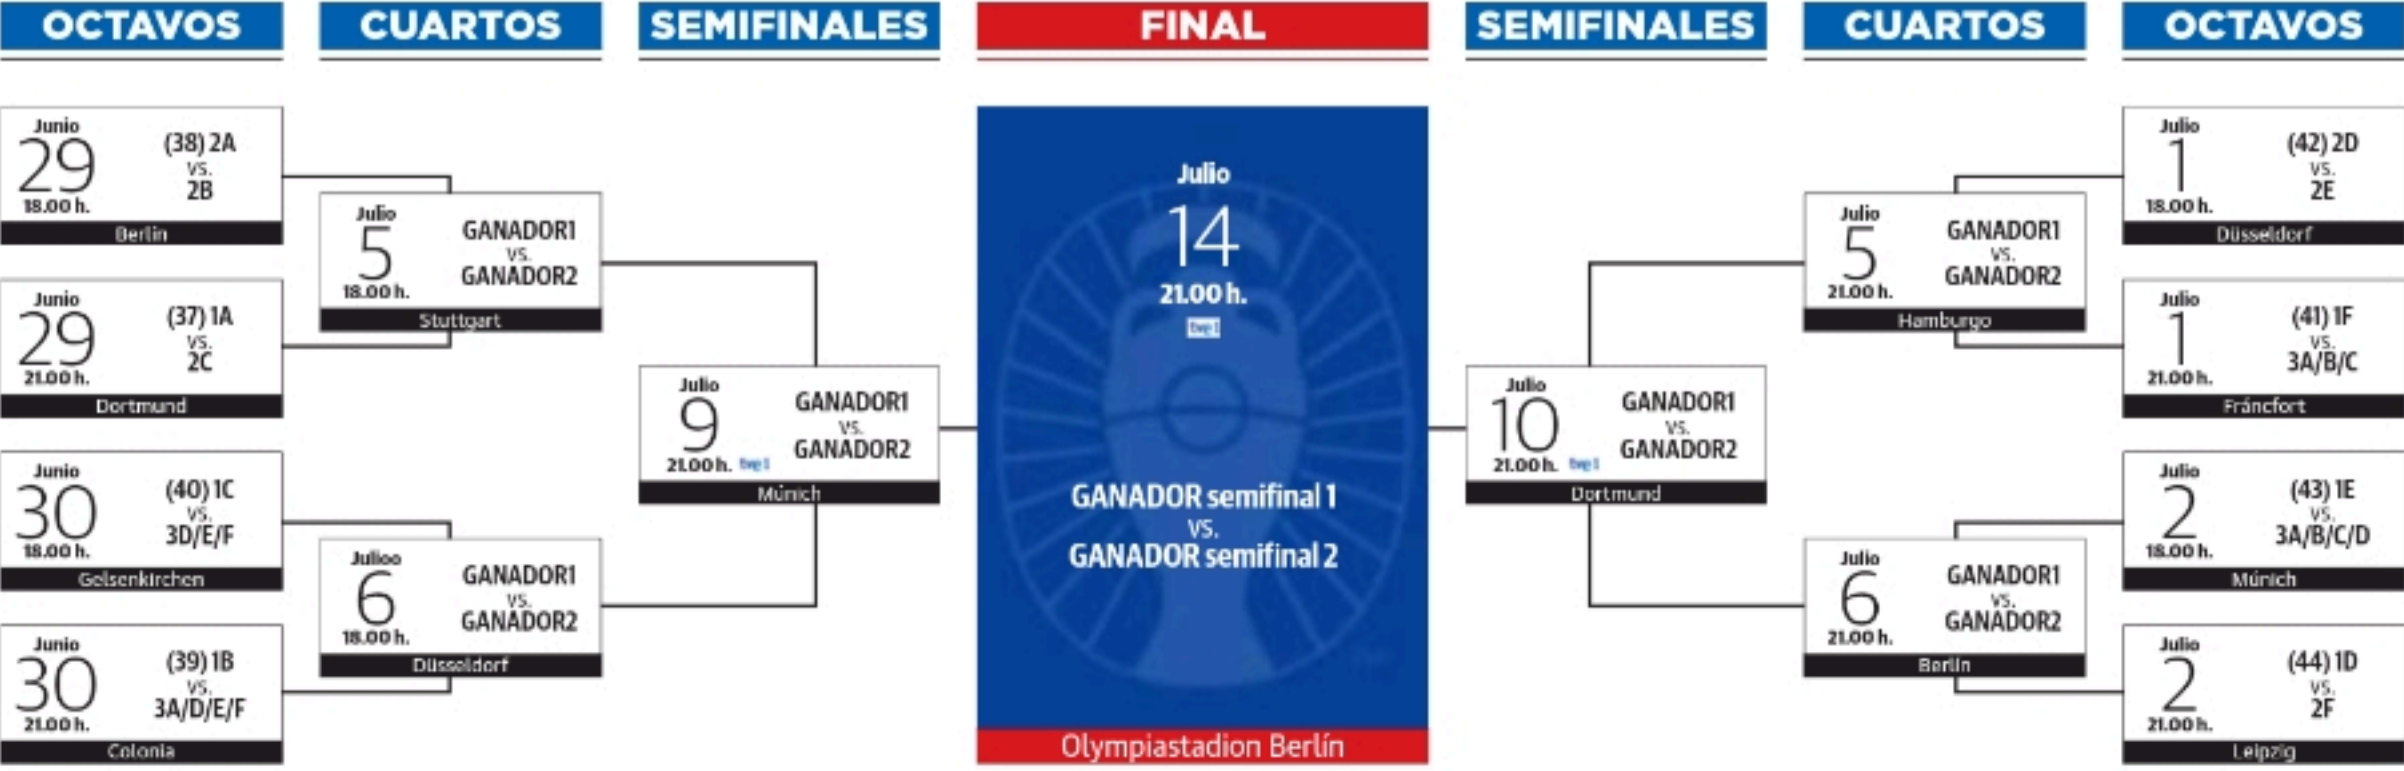 OCTAVOS
CUARTOS
SEMIFINALES
FINAL
SEMIFINALES
CUARTOS
OCTAVOS
Junio
29
18.00 h.
(38) 2A
vs.
2B
Berlín
Junio
29
21.00 h.
(37) 1A
vs.
2C
Dortmund
Junio
30
18.00 h.
(40) 1C
vs.
3D/E/F
Gelsenkirchen
Junio
30
21.00 h.
(39) 1B
vs.
3A/D/E/F
Colonia
Julio
5
18.00 h.
GANADOR1
vs.
GANADOR2
Stuttgart
Julioo
6
18.00 h.
GANADOR1
vs.
GANADOR2
Düsseldorf
Julio
9
21.00 h. tve1
GANADOR1
vs.
GANADOR2
Múnich
Julio
14
21.00 h.
tve1
GANADOR semifinal 1
vs.
GANADOR semifinal 2
Olympiastadion Berlín
Julio
10
21.00 h. tve1
GANADOR1
vs.
GANADOR2
Dortmund
Julio
5
21.00 h.
GANADOR1
vs.
GANADOR2
Hamburgo
Julio
6
21.00 h.
GANADOR1
vs.
GANADOR2
Berlín
Julio
1
18.00 h.
(42) 2D
vs.
2E
Düsseldorf
Julio
1
21.00 h.
(41) 1F
vs.
3A/B/C
Fráncfort
Julio
2
18.00 h.
(43) 1E
vs.
3A/B/C/D
Múnich
Julio
2
21.00 h.
(44) 1D
vs.
2F
Leipzig